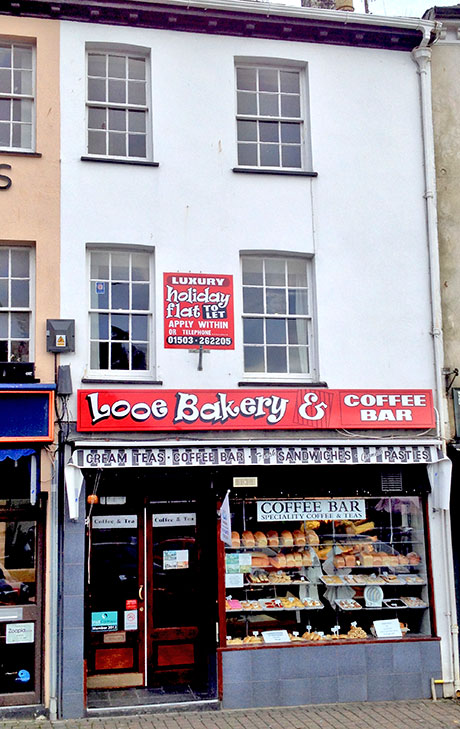 S
LUXURY
holiday
flat TO LET
APPLY WITHIN
OR TELEPHONE
01503·262205
Looe Bakery & COFFEE BAR
CREAM TEAS · COFFEE BAR · SANDWICHES PASTIES
COFFEE BAR
SPECIALITY COFFEE & TEAS
Coffee & Tea
Coffee & Tea
Zoopla